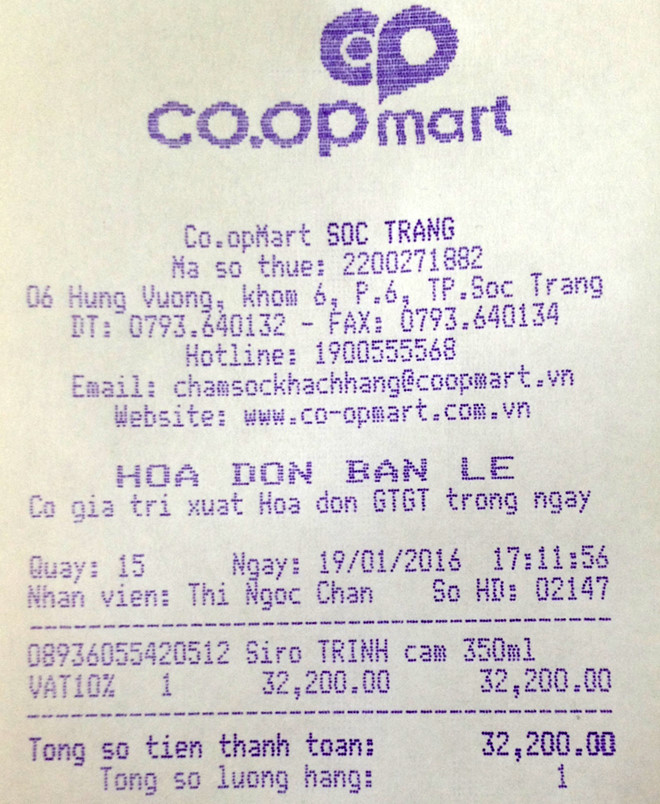 co.opmart
Co.opMart SOC TRANG
Ma so thue: 2200271882
06 Hung Vuong, khom 6, P.6, TP.Soc Trang
DT: 0793.640132 - FAX: 0793.640134
Hotline: 1900555568
Email: chamsockhachhang@coopmart.vn
Website: www.co-opmart.com.vn
HOA DON BAN LE
Co gia tri xuat Hoa don GTGT trong ngay
Quay: 15 Ngay: 19/01/2016 17:11:56
Nhan vien: Thi Ngoc Chan So HD: 02147
08936055420512 Siro TRINH cam 350ml
VAT10% 1 32,200.00 32,200.00
Tong so tien thanh toan: 32,200.00
Tong so luong hang: 1